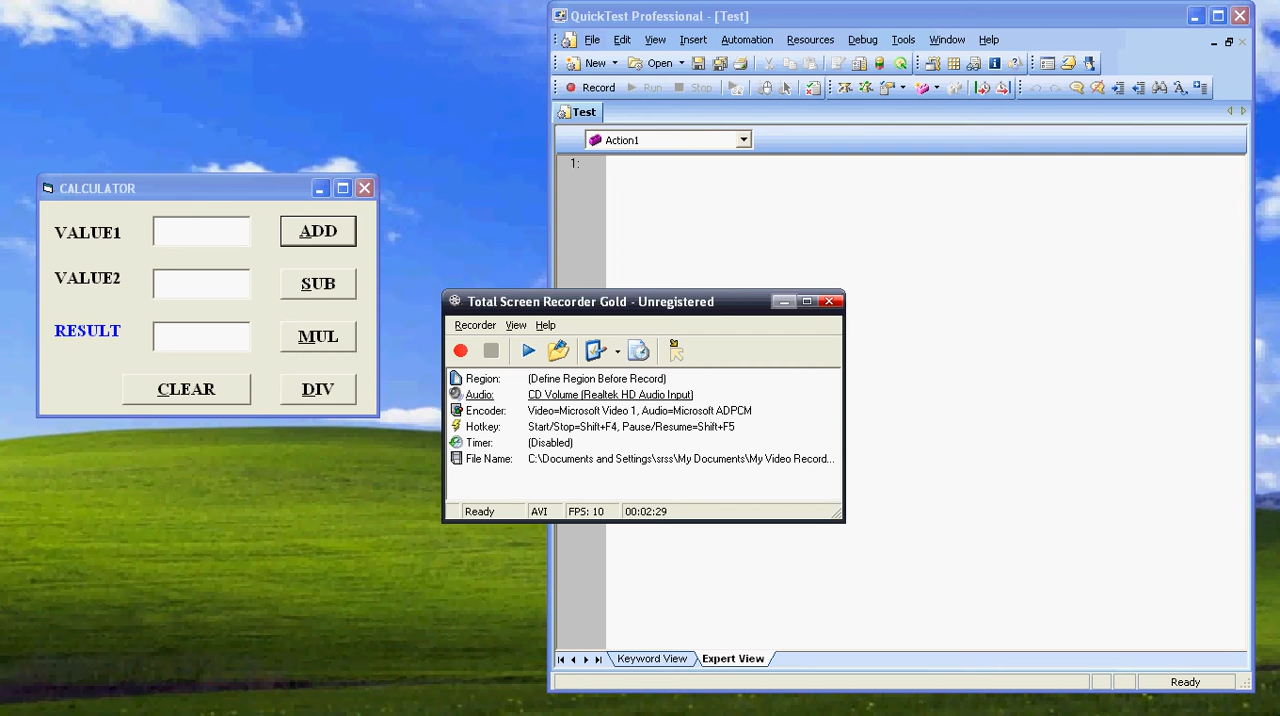 CALCULATOR
VALUE1
ADD
VALUE2
SUB
RESULT
MUL
CLEAR
DIV
QuickTest Professional - [Test]
File Edit View Insert Automation Resources Debug Tools Window Help
New Open
Record Run Stop
Test
Action1
1:
Keyword View Expert View
Ready
Total Screen Recorder Gold - Unregistered
Recorder View Help
Region: (Define Region Before Record)
Audio: CD Volume [Realtek HD Audio Input]
Encoder: Video=Microsoft Video 1, Audio=Microsoft ADPCM
Hotkey: Start/Stop=Shift+F4, Pause/Resume=Shift+F5
Timer: (Disabled)
File Name: C:\Documents and Settings\srss\My Documents\My Video Record...
Ready AVI FPS: 10 00:02:29